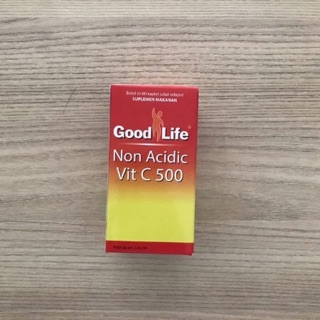 SUPLEMEN MAKANAN
Good Life®
Non Acidic
Vit C 500